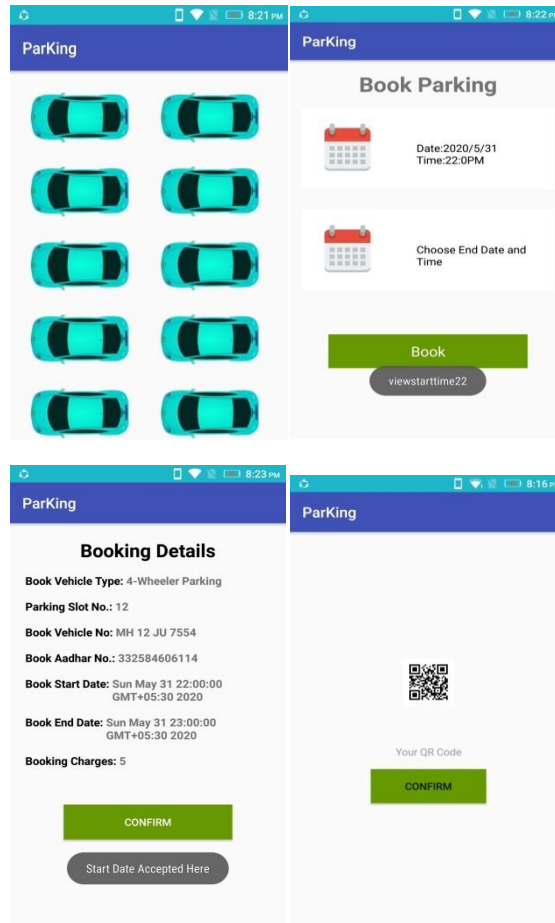 8:21 PM
ParKing
8:22 P
ParKing
Book Parking
Date:2020/5/31
Time:22:0PM
Choose End Date and
Time
Book
viewstarttime22
8:23 PM
ParKing
Booking Details
Book Vehicle Type: 4-Wheeler Parking
Parking Slot No.: 12
Book Vehicle No: MH 12 JU 7554
Book Aadhar No.: 332584606114
Book Start Date: Sun May 31 22:00:00
GMT+05:30 2020
Book End Date: Sun May 31 23:00:00
GMT+05:30 2020
Booking Charges: 5
CONFIRM
Start Date Accepted Here
8:16 P
ParKing
Your QR Code
CONFIRM